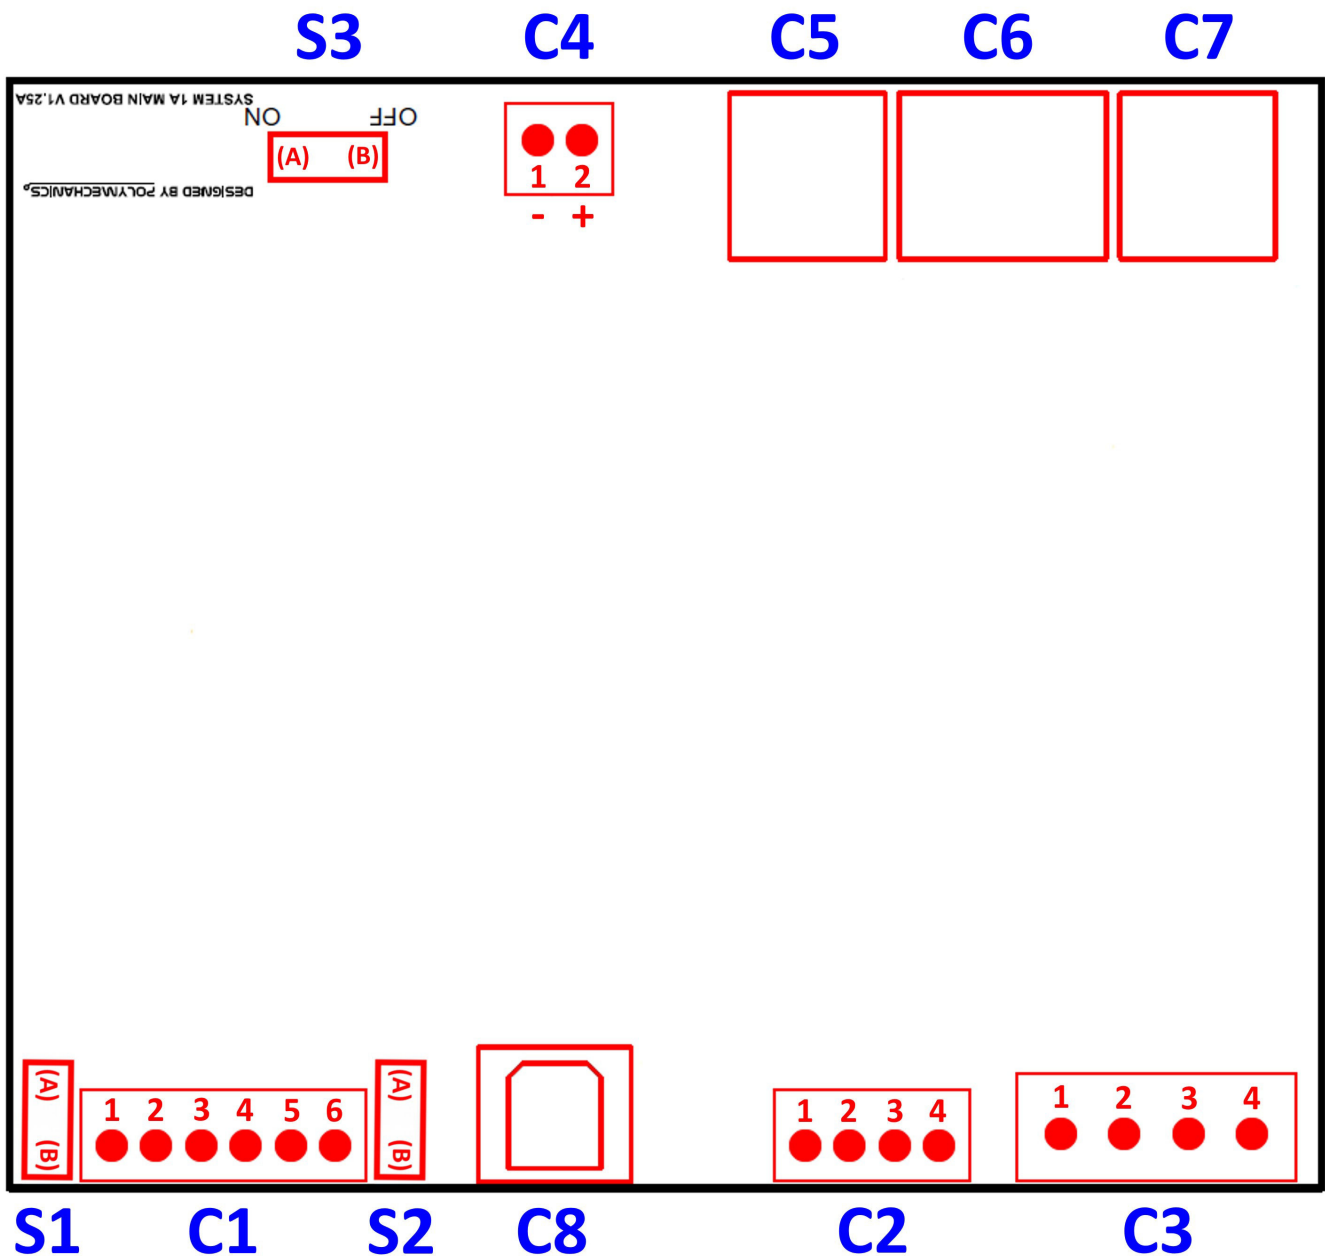 S3 C4 C5 C6 C7
SYSTEM 1A MAIN BOARD V1.25A
ON OFF
(A) (B)
1 2
- +
DESIGNED BY POLYMECHANICS
(A) (A)
1 2 3 4 5 6
1 2 3 4
1 2 3 4
(B) (B)
S1 C1 S2 C8 C2 C3